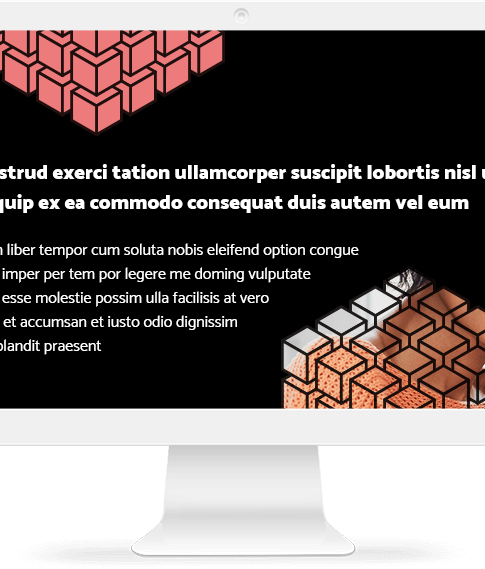 strud exerci tation ullamcorper suscipit lobortis nisl
quip ex ea commodo consequat duis autem vel eum
liber tempor cum soluta nobis eleifend option congue
imper per tem por legere me doming vulputate
esse molestie possim ulla facilisis at vero
et accumsan et iusto odio dignissim
blandit praesent